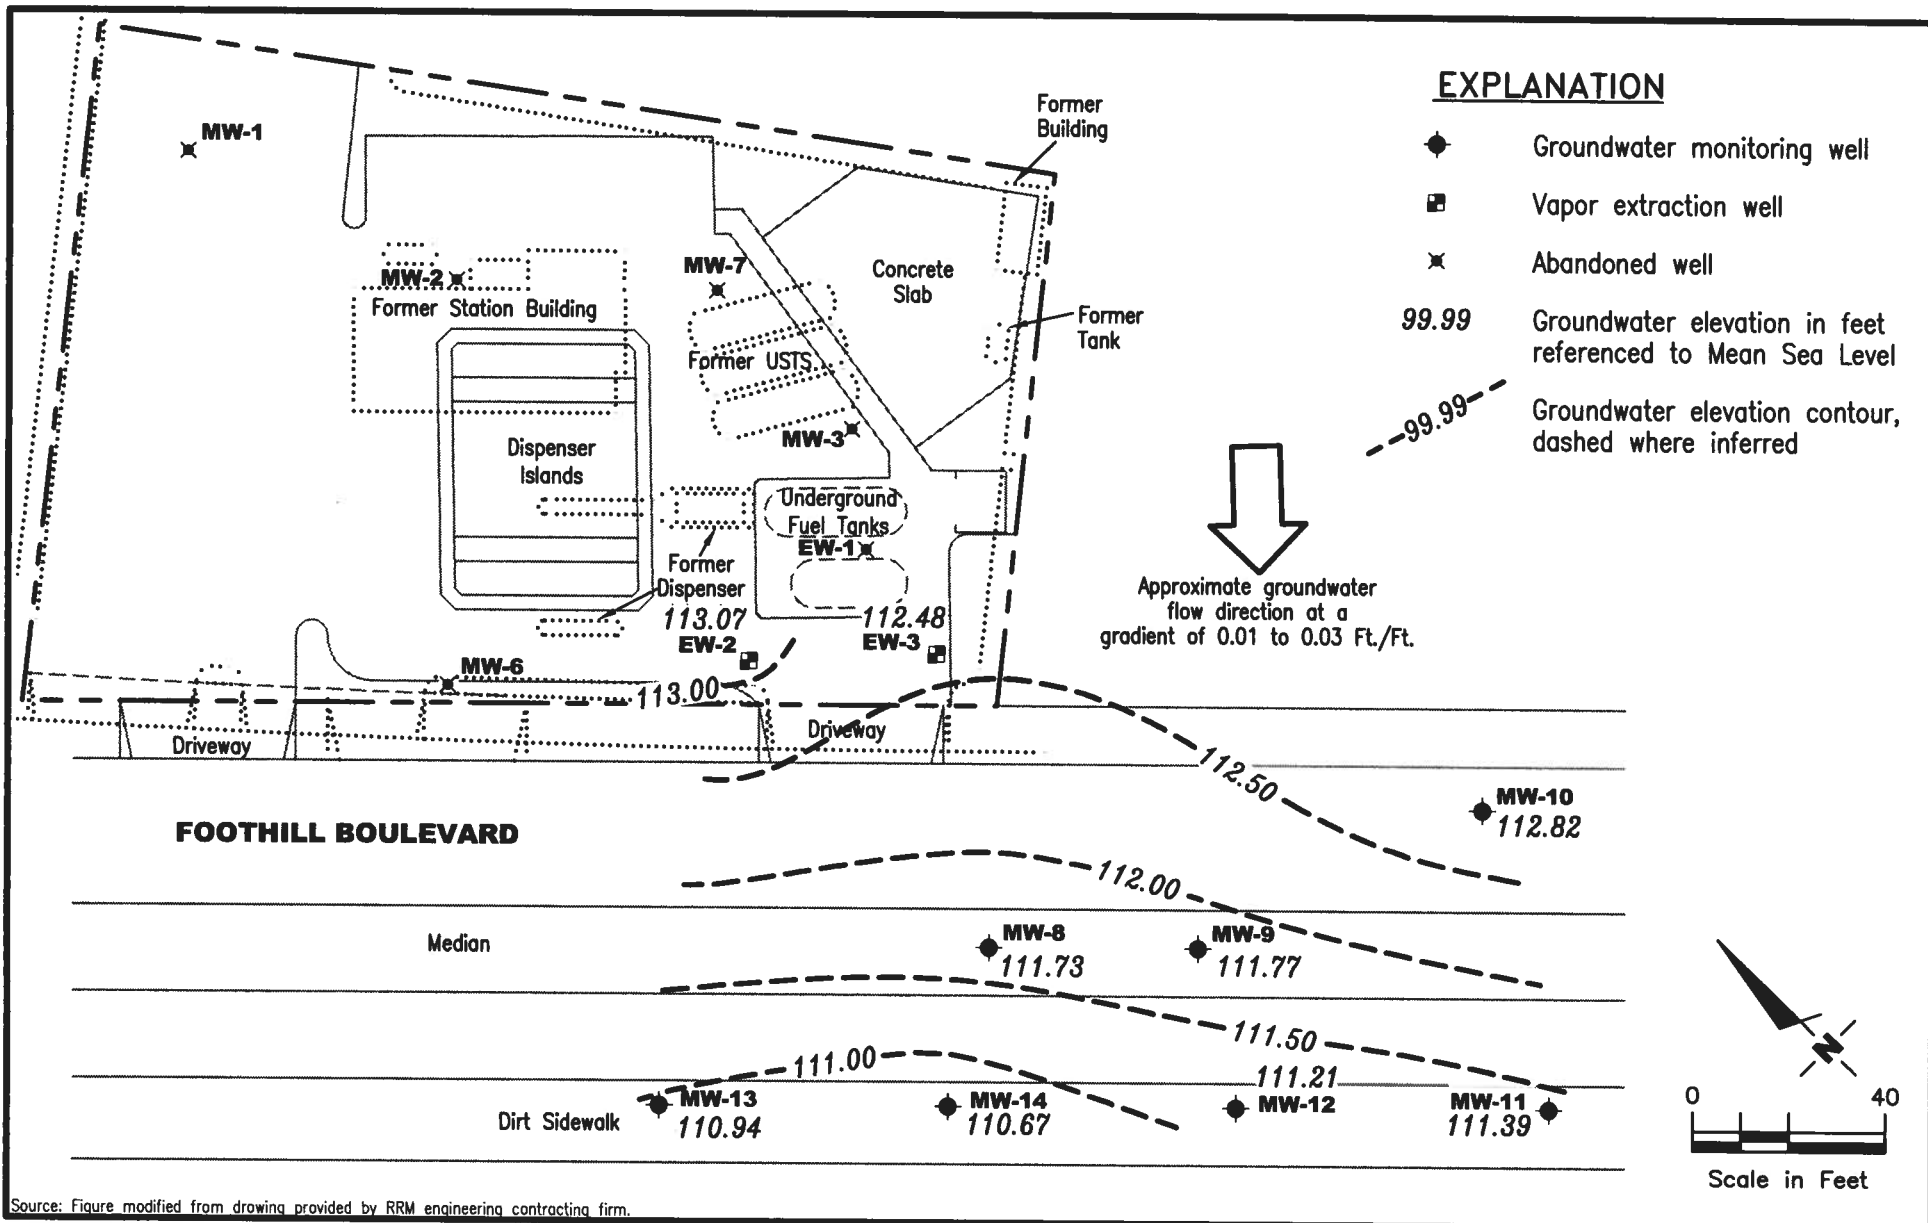 EXPLANATION
Groundwater monitoring well
Vapor extraction well
Abandoned well
99.99
Groundwater elevation in feet
referenced to Mean Sea Level
99.99
Groundwater elevation contour,
dashed where inferred
Approximate groundwater
flow direction at a
gradient of 0.01 to 0.03 Ft./Ft.
Former
Building
MW-1
MW-2
Former Station Building
MW-7
Concrete
Slab
Former
Tank
Former USTS
MW-3
Dispenser
Islands
Underground
Fuel Tanks
EW-1
Former
Dispenser
113.07
EW-2
112.48
EW-3
MW-6
113.00
Driveway
Driveway
112.50
MW-10
112.82
FOOTHILL BOULEVARD
112.00
Median
MW-8
111.73
MW-9
111.77
111.50
111.00
111.21
MW-12
MW-13
110.94
MW-14
110.67
MW-11
111.39
Dirt Sidewalk
N
0 40
Scale in Feet
Source: Figure modified from drowing provided by RRM engineering contracting firm.